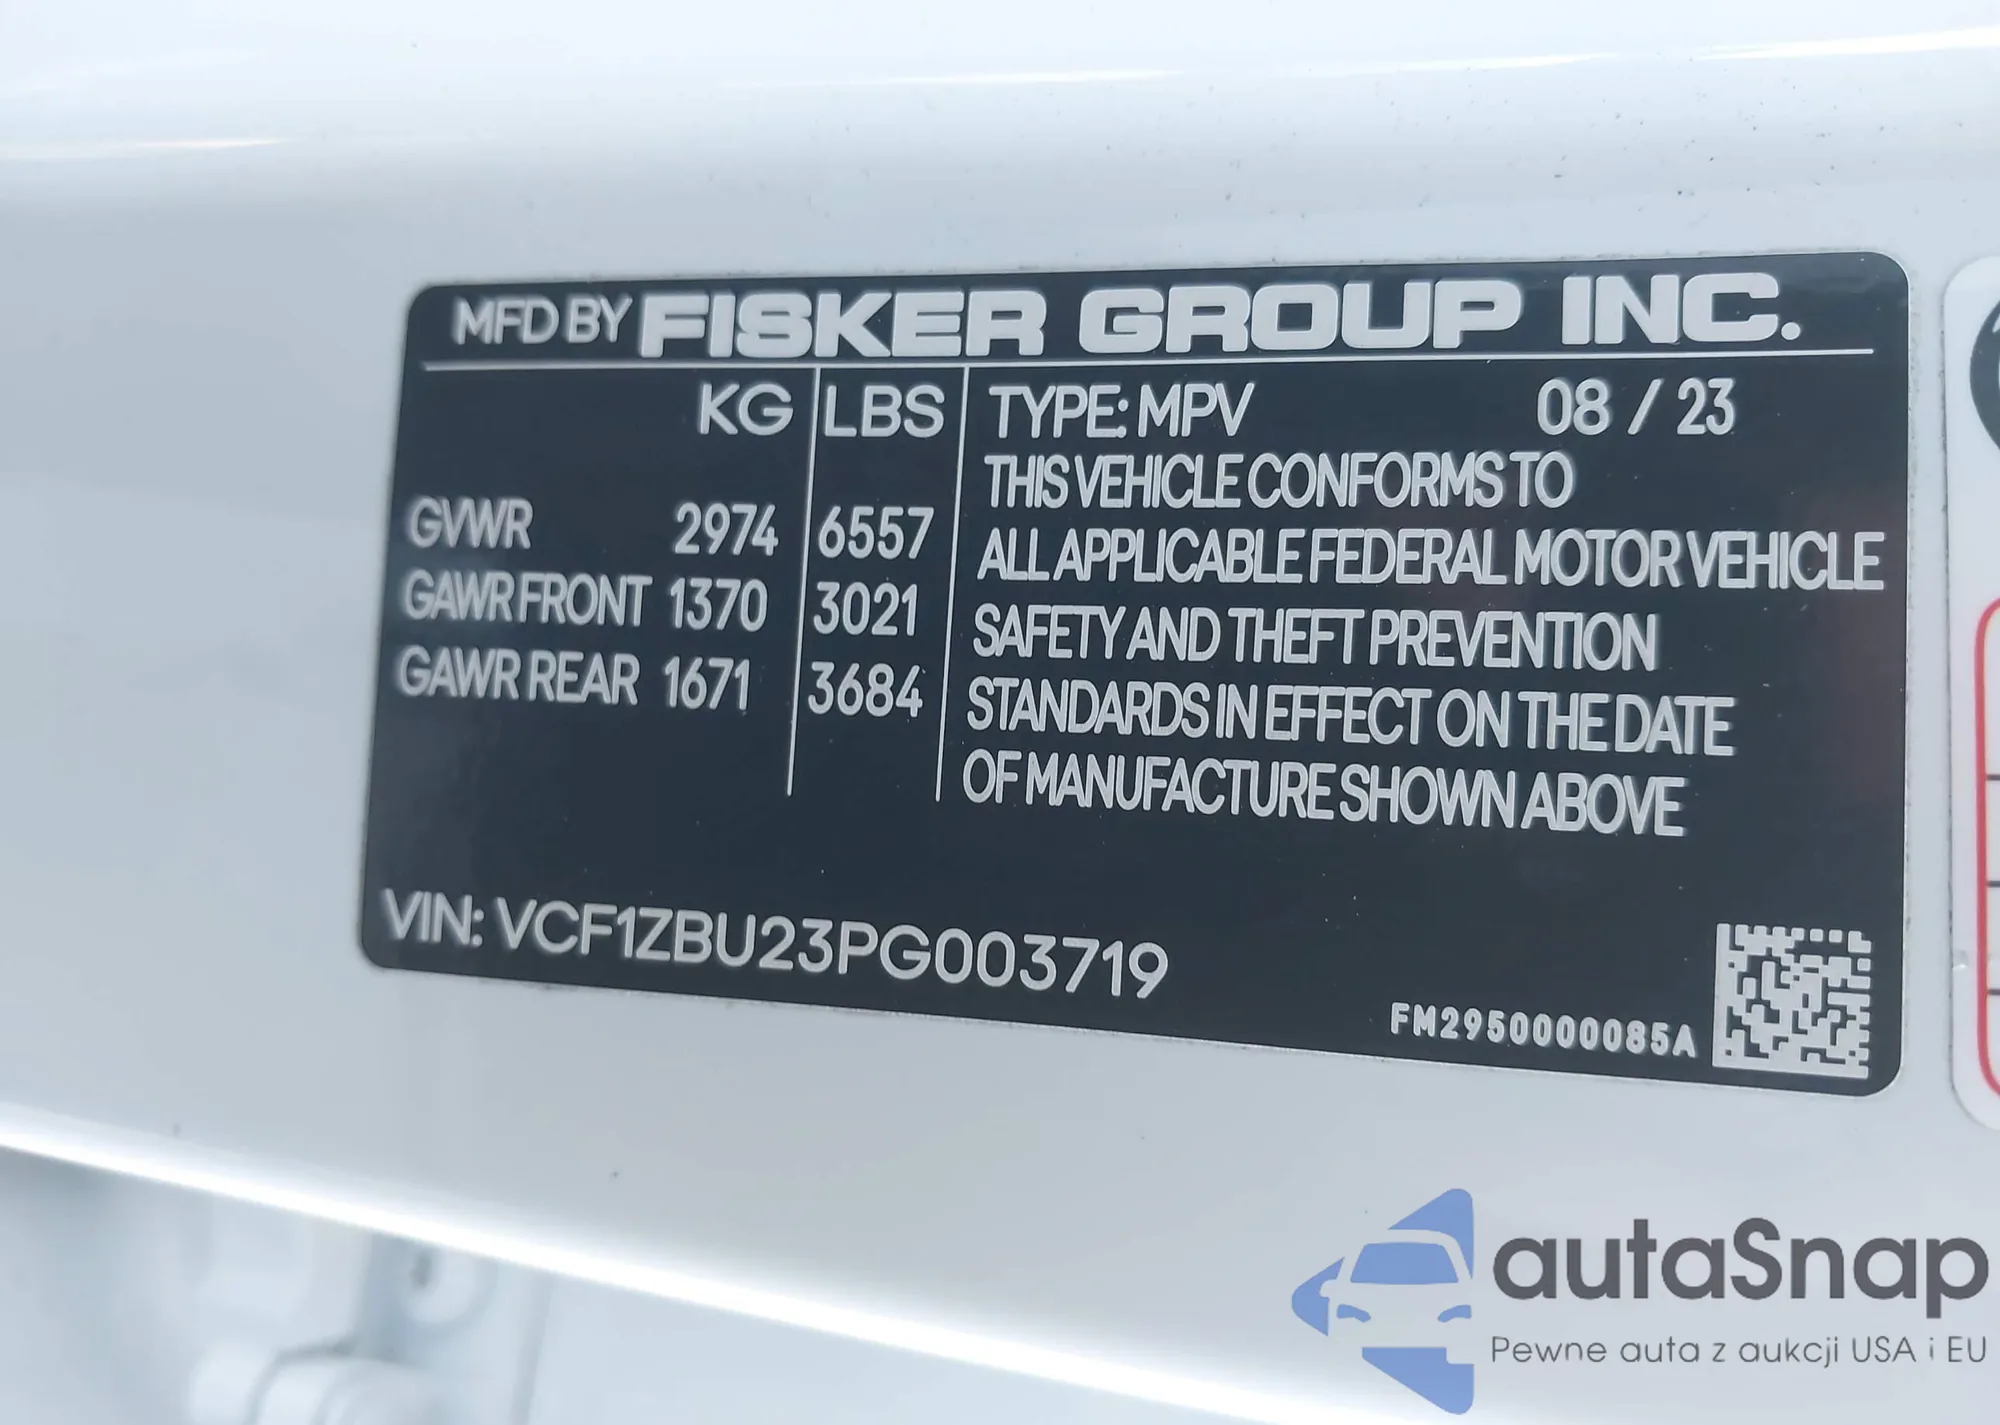 MFD BY FISKER GROUP INC.
KG LBS TYPE: MPV 08 / 23
THIS VEHICLE CONFORMS TO
GVWR 2974 6557 ALL APPLICABLE FEDERAL MOTOR VEHICLE
GAWR FRONT 1370 3021 SAFETY AND THEFT PREVENTION
GAWR REAR 1671 3684 STANDARDS IN EFFECT ON THE DATE
OF MANUFACTURE SHOWN ABOVE
VIN: VCF1ZBU23PG003719
FM2950000085A
autaSnap
Pewne auta z aukcji USA i EU